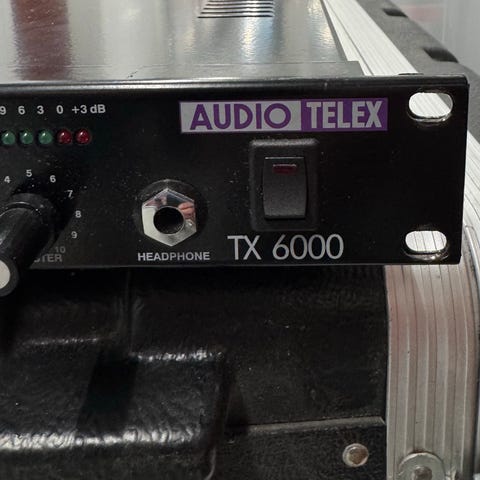 9 6 3 0 +3 dB
AUDIO TELEX
4 5 6
7
8
9
10
HEADPHONE
TX 6000